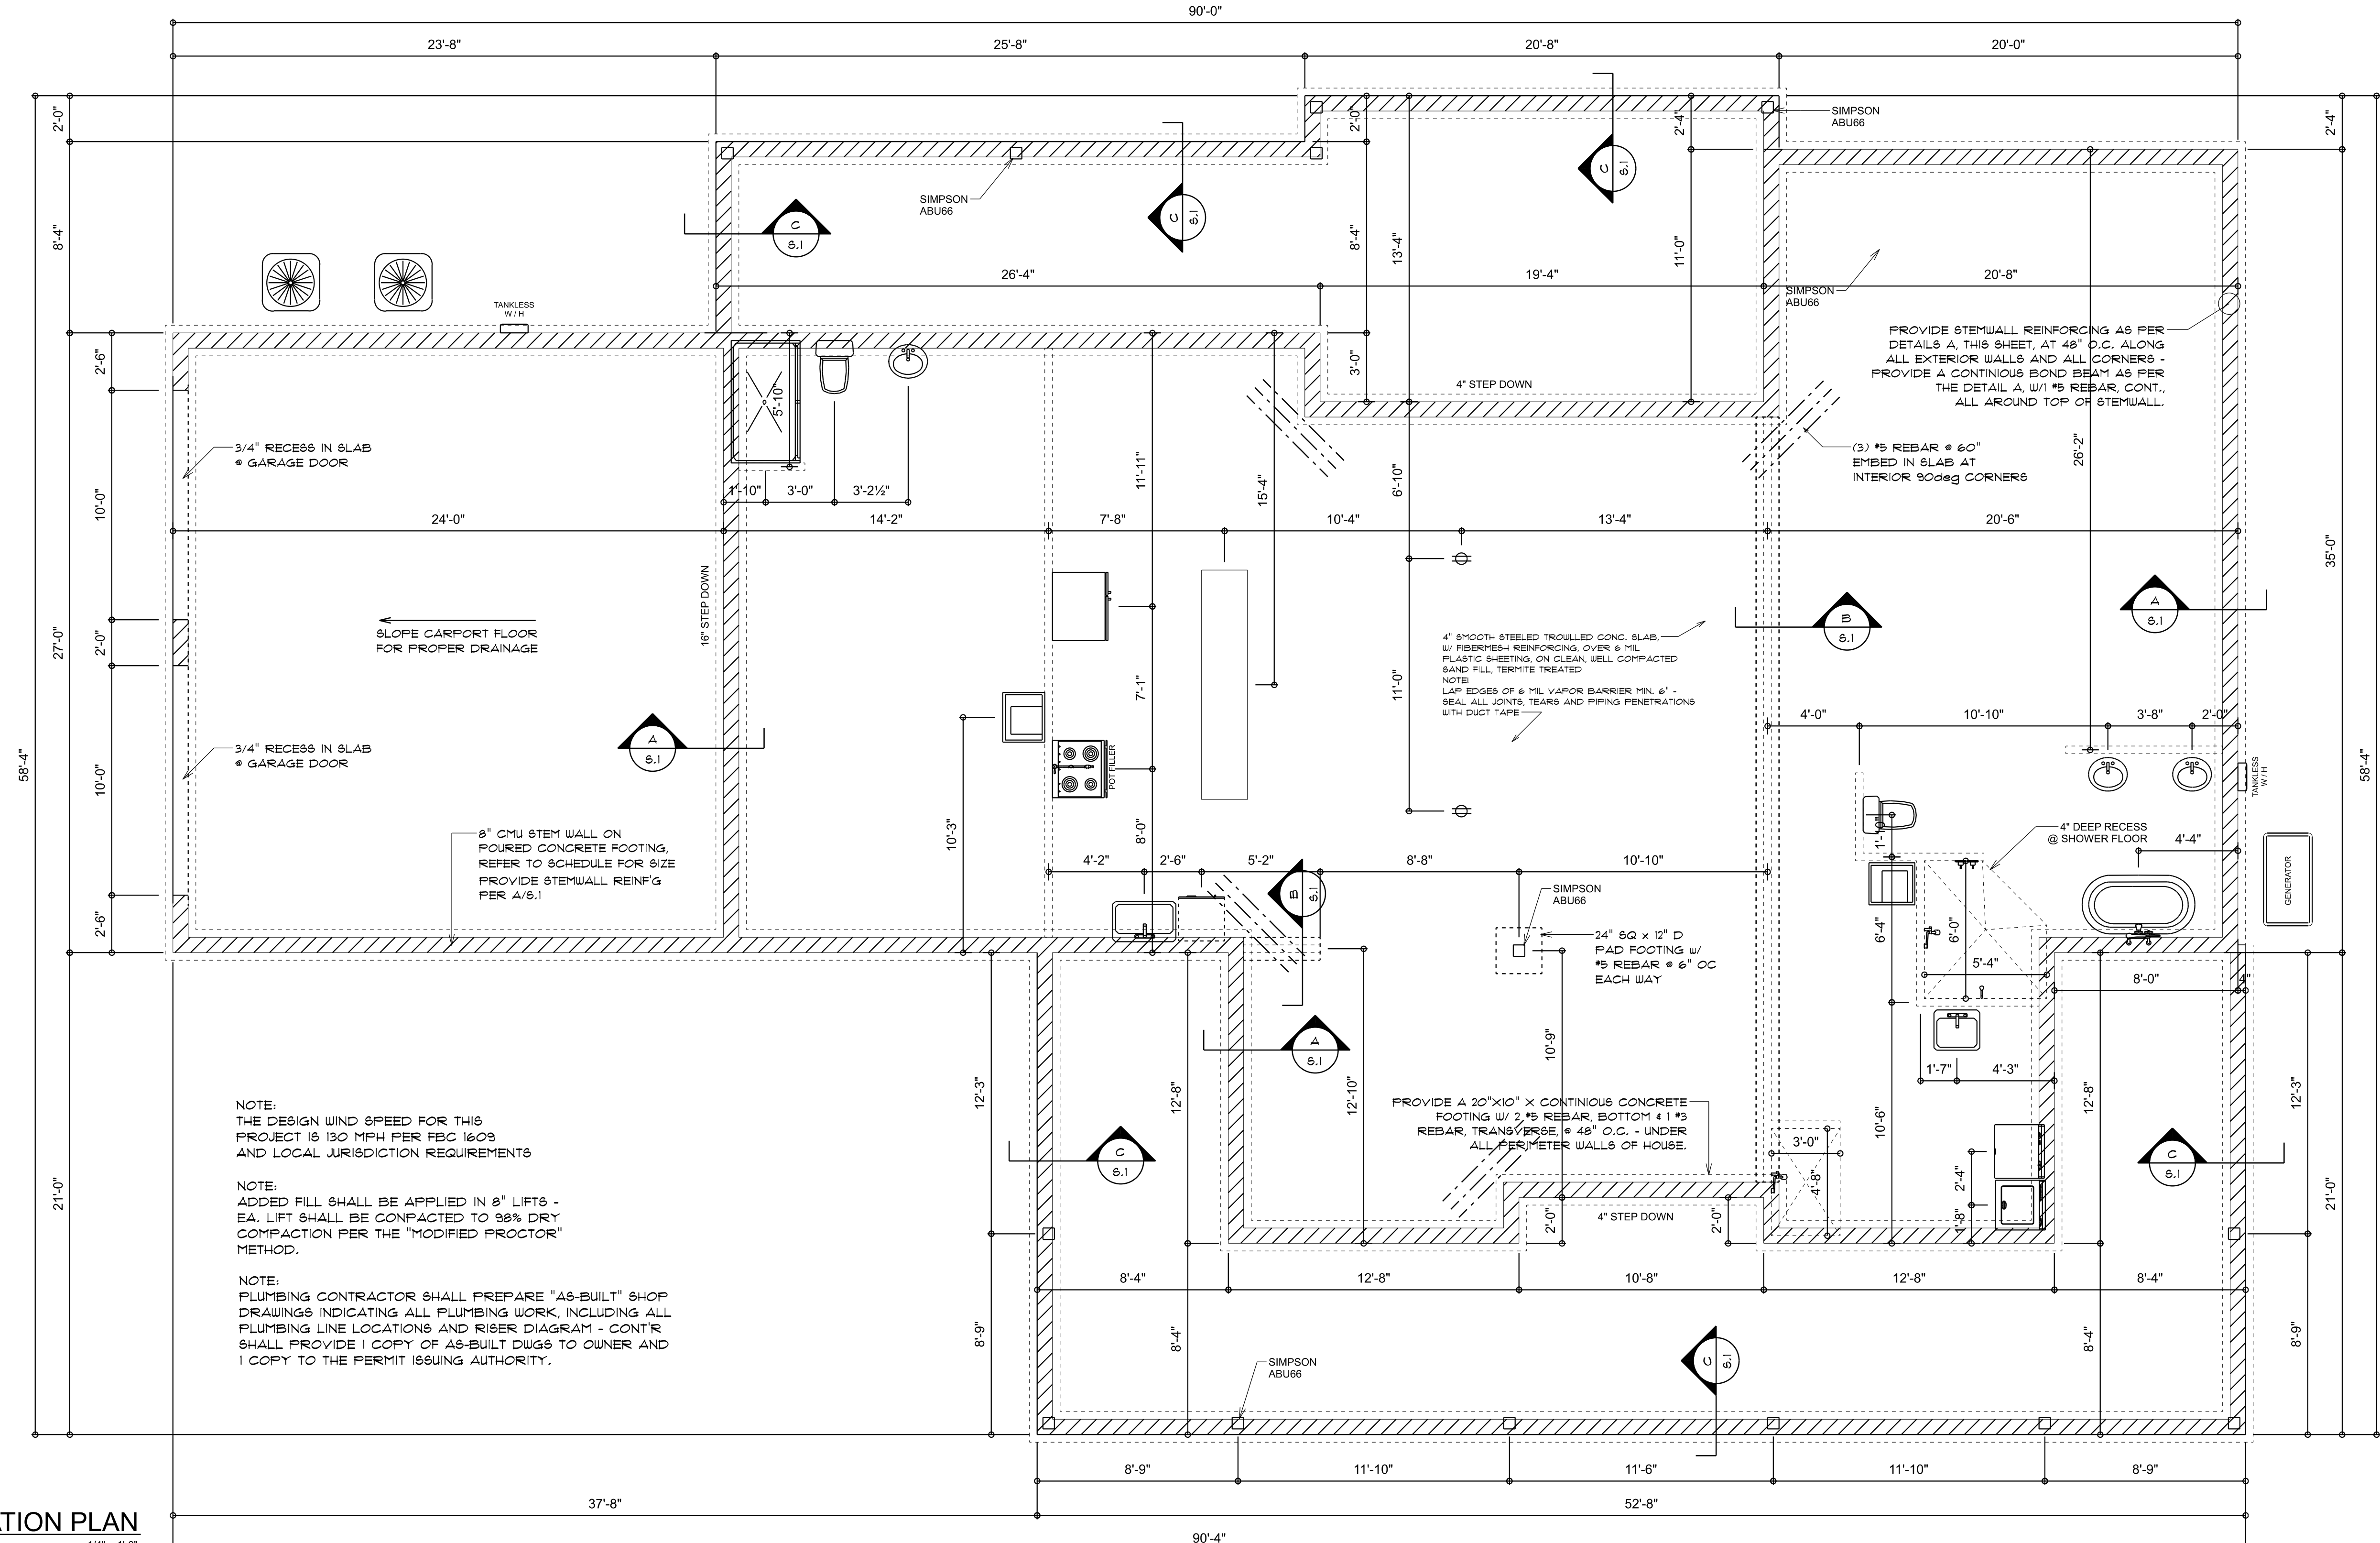 90'-0"
23'-8"
25'-8"
20'-8"
20'-0"
2'-0"
8'-4"
2'-0"
2'-4"
2'-4"
SIMPSON
ABU66
C
S.1
SIMPSON
ABU66
C
S.1
C
S.1
8'-4"
13'-4"
11'-0"
26'-4"
19'-4"
20'-8"
SIMPSON
ABU66
TANKLESS
W / H
PROVIDE STEMWALL REINFORCING AS PER
DETAILS A, THIS SHEET, AT 48" O.C. ALONG
ALL EXTERIOR WALLS AND ALL CORNERS -
PROVIDE A CONTINIOUS BOND BEAM AS PER
THE DETAIL A, W/1 #5 REBAR, CONT.,
ALL AROUND TOP OF STEMWALL.
2'-6"
3'-0"
5'-10"
4" STEP DOWN
3/4" RECESS IN SLAB
@ GARAGE DOOR
(3) #5 REBAR @ 60"
EMBED IN SLAB AT
INTERIOR 90deg CORNERS
26'-2"
10'-0"
11'-11"
15'-4"
6'-10"
1'-10"
3'-0"
3'-2½"
24'-0"
14'-2"
7'-8"
10'-4"
13'-4"
20'-6"
35'-0"
16" STEP DOWN
SLOPE CARPORT FLOOR
FOR PROPER DRAINAGE
B
S.1
A
S.1
27'-0"
2'-0"
4" SMOOTH STEELED TROWLLED CONC. SLAB,
W/ FIBERMESH REINFORCING, OVER 6 MIL
PLASTIC SHEETING, ON CLEAN, WELL COMPACTED
SAND FILL, TERMITE TREATED
NOTE:
LAP EDGES OF 6 MIL VAPOR BARRIER MIN. 6" -
SEAL ALL JOINTS, TEARS AND PIPING PENETRATIONS
WITH DUCT TAPE
7'-1"
11'-0"
4'-0"
10'-10"
3'-8"
2'-0"
A
S.1
3/4" RECESS IN SLAB
@ GARAGE DOOR
POT FILLER
TANKLESS
W / H
58'-4"
58'-4"
10'-0"
8" CMU STEM WALL ON
POURED CONCRETE FOOTING,
REFER TO SCHEDULE FOR SIZE
PROVIDE STEMWALL REINF'G
PER A/S.1
10'-3"
8'-0"
4" DEEP RECESS
@ SHOWER FLOOR
4'-4"
GENERATOR
4'-2"
2'-6"
5'-2"
8'-8"
10'-10"
B
S.1
SIMPSON
ABU66
2'-6"
24" SQ x 12" D
PAD FOOTING W/
#5 REBAR @ 6" OC
EACH WAY
6'-4"
6'-0"
5'-4"
8'-0"
4"
A
S.1
10'-9"
1'-7"
4'-3"
12'-3"
12'-8"
12'-10"
12'-8"
12'-3"
NOTE:
THE DESIGN WIND SPEED FOR THIS
PROJECT IS 130 MPH PER FBC 1609
AND LOCAL JURISDICTION REQUIREMENTS
PROVIDE A 20"X10" X CONTINIOUS CONCRETE
FOOTING W/ 2 #5 REBAR, BOTTOM & 1 #3
REBAR, TRANSVERSE, @ 48" O.C. - UNDER
ALL PERIMETER WALLS OF HOUSE.
10'-6"
3'-0"
4'-8"
2'-4"
1'-8"
C
S.1
C
S.1
21'-0"
21'-0"
NOTE:
ADDED FILL SHALL BE APPLIED IN 8" LIFTS -
EA. LIFT SHALL BE CONPACTED TO 98% DRY
COMPACTION PER THE "MODIFIED PROCTOR"
METHOD.
2'-0"
4" STEP DOWN
2'-0"
8'-4"
12'-8"
10'-8"
12'-8"
8'-4"
NOTE:
PLUMBING CONTRACTOR SHALL PREPARE "AS-BUILT" SHOP
DRAWINGS INDICATING ALL PLUMBING WORK, INCLUDING ALL
PLUMBING LINE LOCATIONS AND RISER DIAGRAM - CONT'R
SHALL PROVIDE 1 COPY OF AS-BUILT DWGS TO OWNER AND
1 COPY TO THE PERMIT ISSUING AUTHORITY.
8'-9"
8'-4"
8'-4"
8'-9"
SIMPSON
ABU66
C
S.1
8'-9"
11'-10"
11'-6"
11'-10"
8'-9"
37'-8"
52'-8"
ATION PLAN
90'-4"